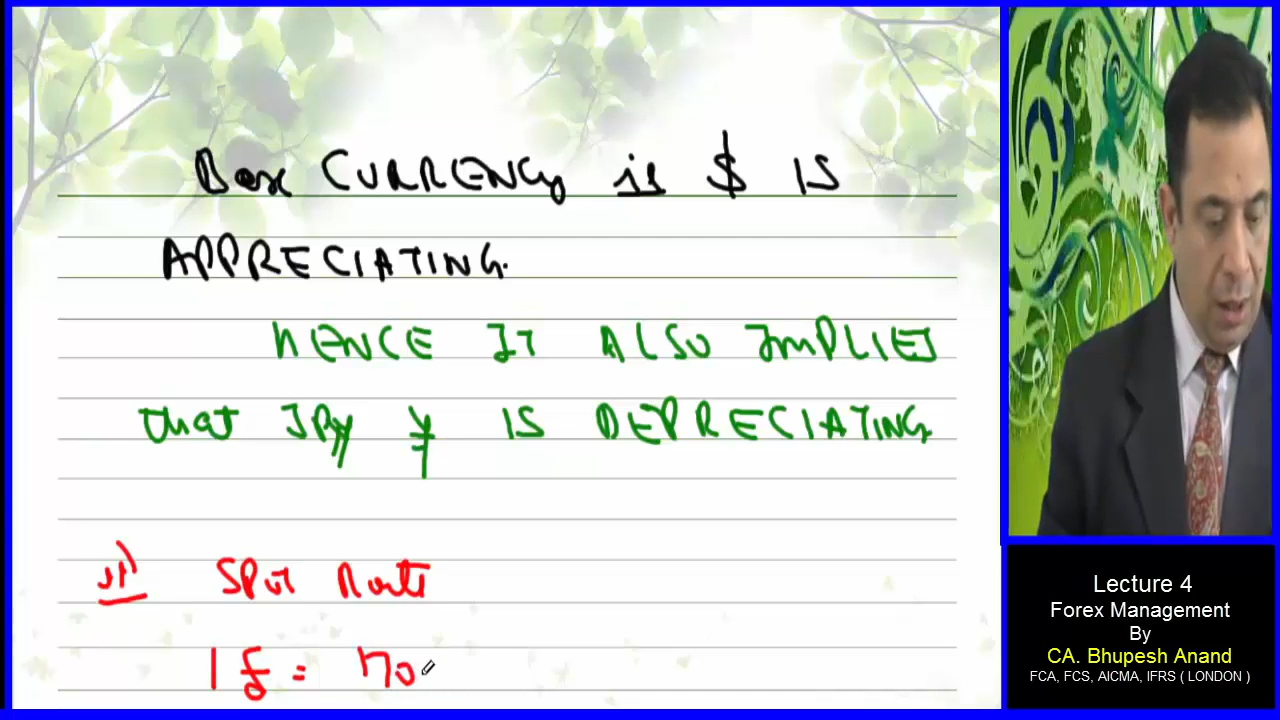 Base CURRENCY is $ IS
APPRECIATING.
HENCE IT ALSO IMPLIES
that JPY ¥ IS DEPRECIATING
ii) SPOT Rate
1 £ = 170
Lecture 4
Forex Management
By
CA. Bhupesh Anand
FCA, FCS, AICMA, IFRS ( LONDON )